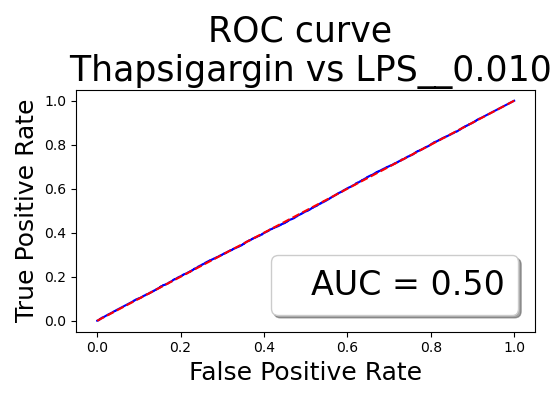 ROC curve
Thapsigargin vs LPS__0.010
True Positive Rate
1.0
0.8
0.6
0.4
0.2
0.0
AUC = 0.50
0.0 0.2 0.4 0.6 0.8 1.0
False Positive Rate